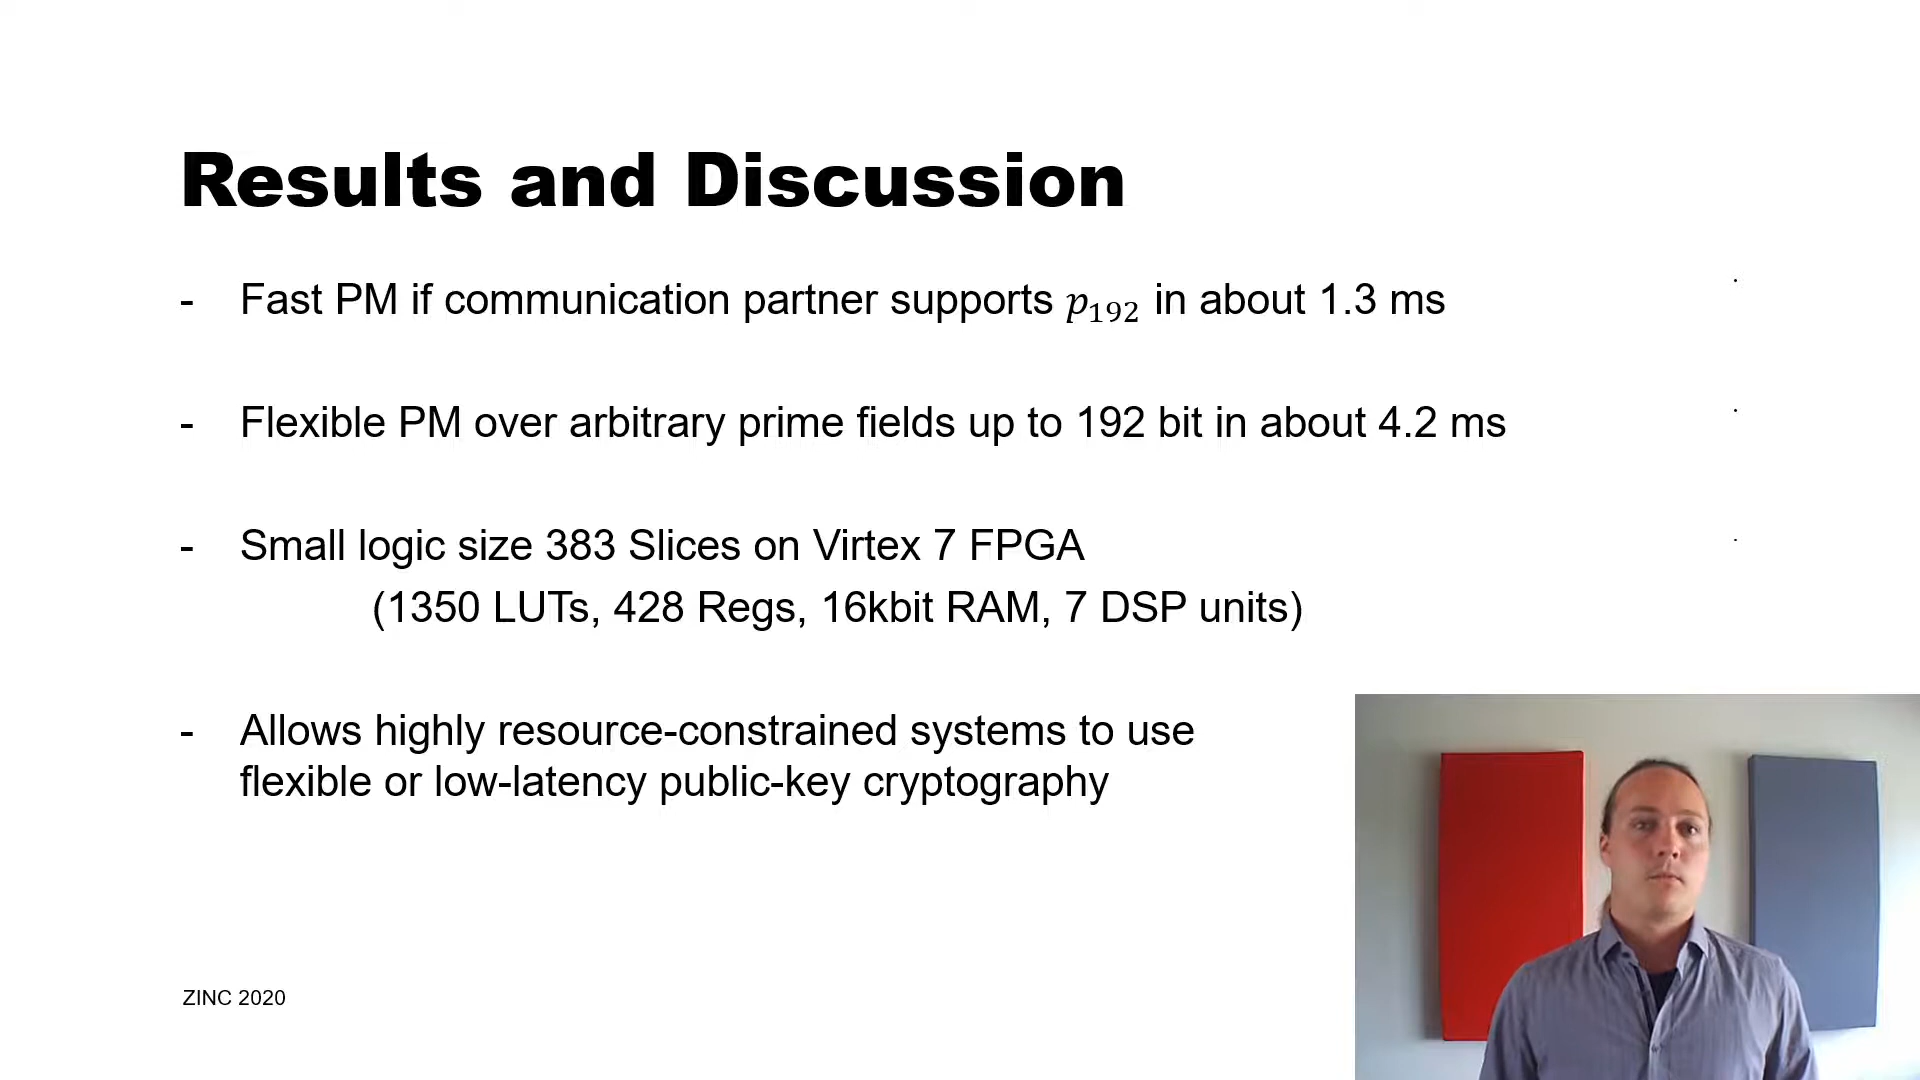 Results and Discussion
- Fast PM if communication partner supports p₁₉₂ in about 1.3 ms
- Flexible PM over arbitrary prime fields up to 192 bit in about 4.2 ms
- Small logic size 383 Slices on Virtex 7 FPGA
(1350 LUTs, 428 Regs, 16kbit RAM, 7 DSP units)
- Allows highly resource-constrained systems to use
flexible or low-latency public-key cryptography
ZINC 2020